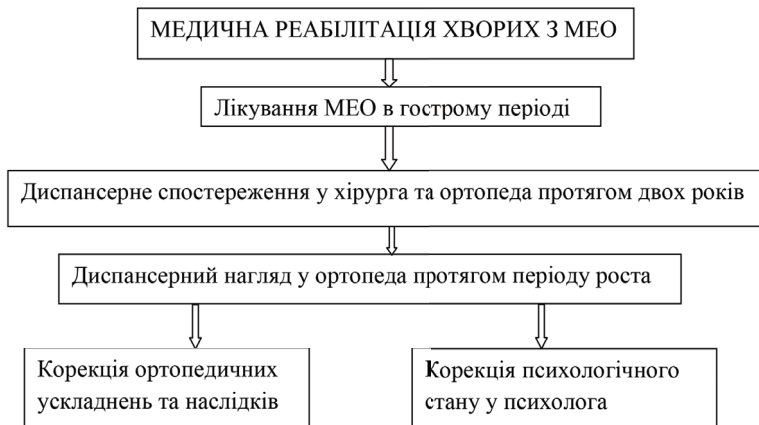 МЕДИЧНА РЕАБІЛІТАЦІЯ ХВОРИХ З МЕО
Лікування МЕО в гострому періоді
Диспансерне спостереження у хірурга та ортопеда протягом двох років
Диспансерний нагляд у ортопеда протягом періоду роста
Корекція ортопедичних
ускладнень та наслідків
Корекція психологічного
стану у психолога